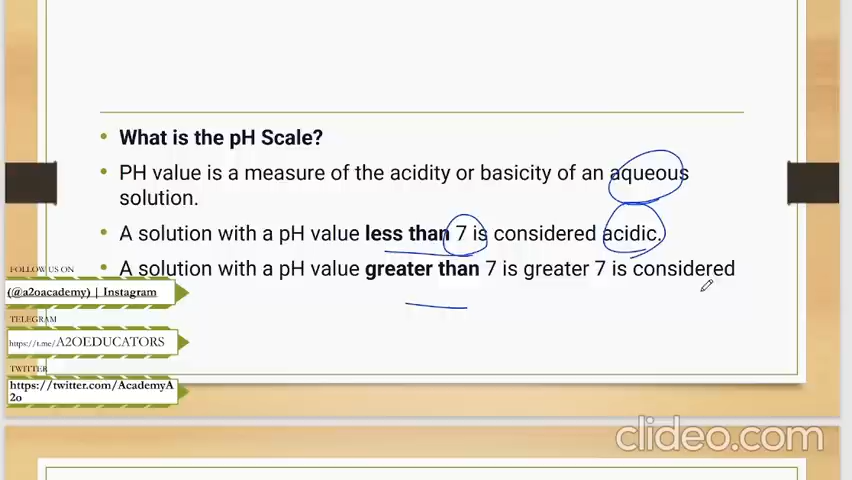 What is the pH Scale?
PH value is a measure of the acidity or basicity of an aqueous
solution.
A solution with a pH value less than 7 is considered acidic.
A solution with a pH value greater than 7 is greater 7 is considered
FOLLOW US ON
(@a2oacademy) | Instagram
TELEGRAM
https://t.me/A2OEDUCATORS
TWITTER
https://twitter.com/AcademyA
2o
clideo.com